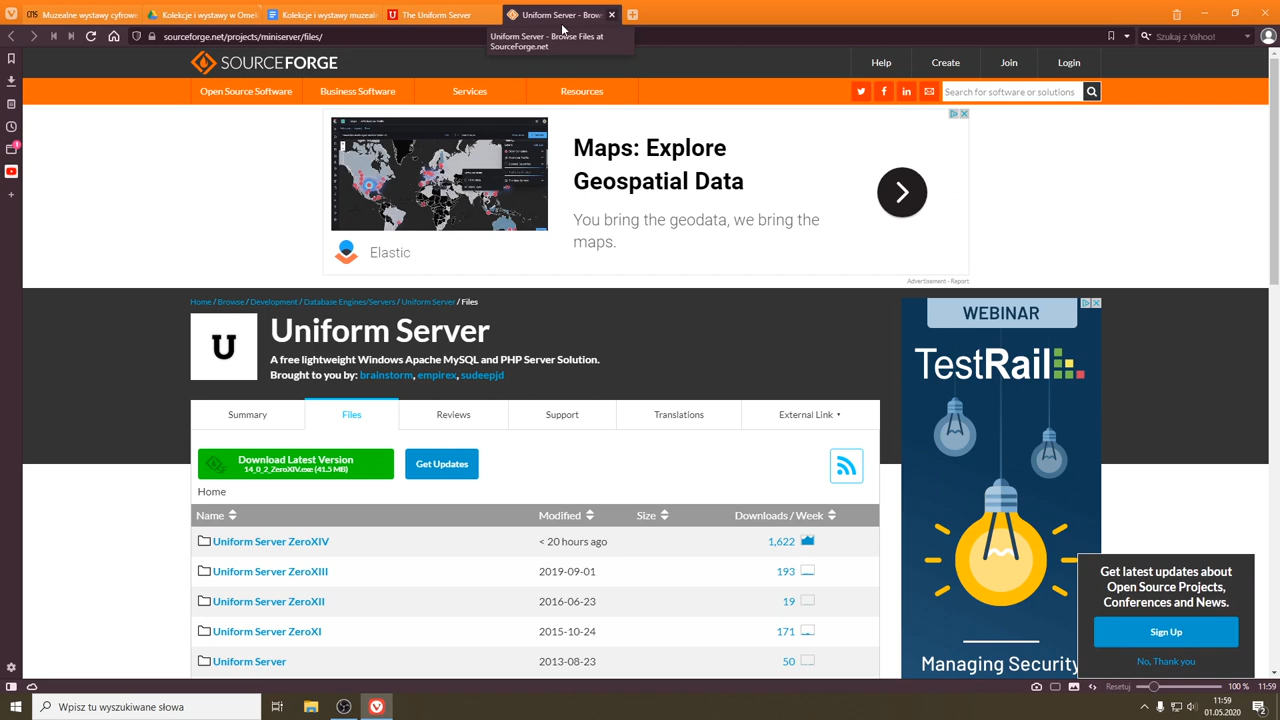 Muzealne wystawy cyfrow
Kolekcje i wystawy w Omek
Kolekcje i wystawy muzeal
The Uniform Server
Uniform Server - Brow
sourceforge.net/projects/miniserver/files/
Szukaj z Yahoo!
Uniform Server - Browse Files at
SourceForge.net
SOURCEFORGE
Help
Create
Join
Login
Open Source Software
Business Software
Services
Resources
Search for software or solutions
Maps: Explore
Geospatial Data
You bring the geodata, we bring the
maps.
Elastic
Advertisement - Report
Home / Browse / Development / Database Engines/Servers / Uniform Server / Files
Uniform Server
A free lightweight Windows Apache MySQL and PHP Server Solution.
Brought to you by: brainstorm, empirex, sudeepjd
U
Summary
Files
Reviews
Support
Translations
External Link
Download Latest Version
14_0_2_ZeroXIV.exe (41.5 MB)
Get Updates
Home
Name
Modified
Size
Downloads / Week
Uniform Server ZeroXIV
< 20 hours ago
1,622
Uniform Server ZeroXIII
2019-09-01
193
Uniform Server ZeroXII
2016-06-23
19
Uniform Server ZeroXI
2015-10-24
171
Uniform Server
2013-08-23
50
WEBINAR
TestRail
Managing Security
Get latest updates about
Open Source Projects,
Conferences and News.
Sign Up
No, Thank you
Resetuj
100 %
11:59
Wpisz tu wyszukiwane słowa
11:59
01.05.2020
2